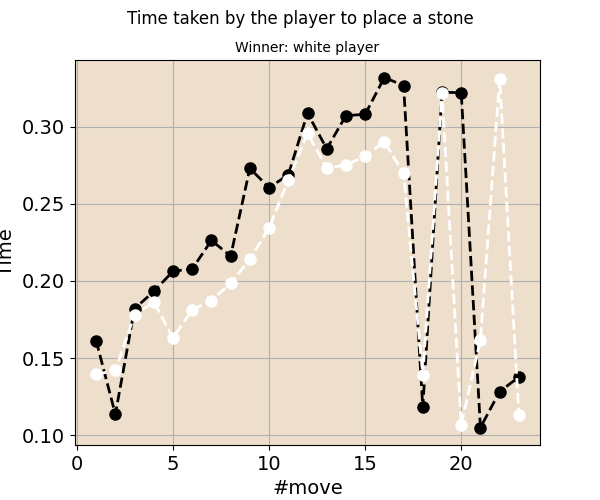 Time taken by the player to place a stone
Winner: white player
Time
0.30
0.25
0.20
0.15
0.10
0 5 10 15 20
#move